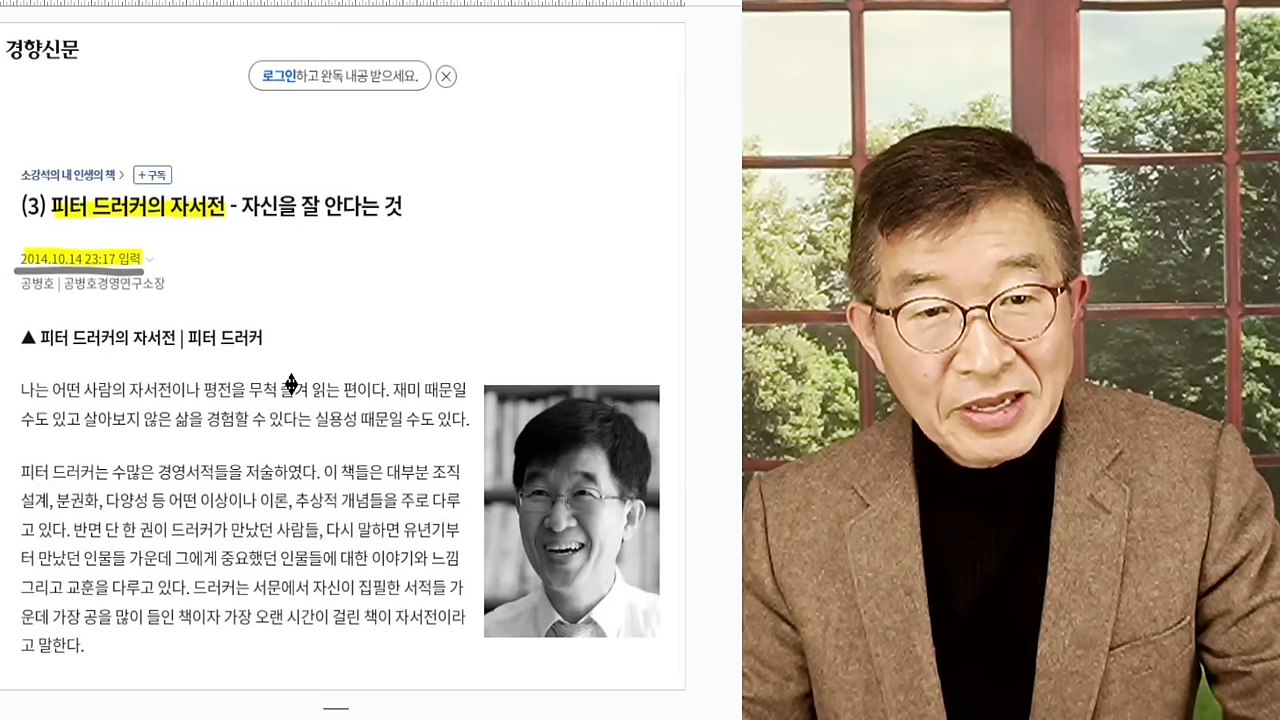 경향신문
로그인하고 완독 내공 받으세요.
소강석의 내 인생의 책 >
+ 구독
(3) 피터 드러커의 자서전 - 자신을 잘 안다는 것
2014.10.14 23:17 입력
공병호 | 공병호경영연구소장
▲ 피터 드러커의 자서전 | 피터 드러커
나는 어떤 사람의 자서전이나 평전을 무척 읽는 편이다. 재미 때문일
수도 있고 살아보지 않은 삶을 경험할 수 있다는 실용성 때문일 수도 있다.
피터 드러커는 수많은 경영서적들을 저술하였다. 이 책들은 대부분 조직
설계, 분권화, 다양성 등 어떤 이상이나 이론, 추상적 개념들을 주로 다루
고 있다. 반면 단 한 권이 드러커가 만났던 사람들, 다시 말하면 유년기부
터 만났던 인물들 가운데 그에게 중요했던 인물들에 대한 이야기와 느낌
그리고 교훈을 다루고 있다. 드러커는 서문에서 자신이 집필한 서적들 가
운데 가장 공을 많이 들인 책이자 가장 오랜 시간이 걸린 책이 자서전이라
고 말한다.